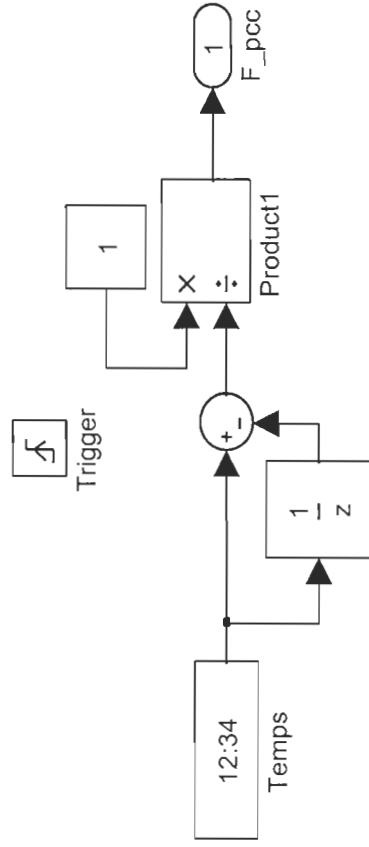 Trigger
1
1
F_pcc
×
÷
Product1
12:34
Temps
+
−
1
z